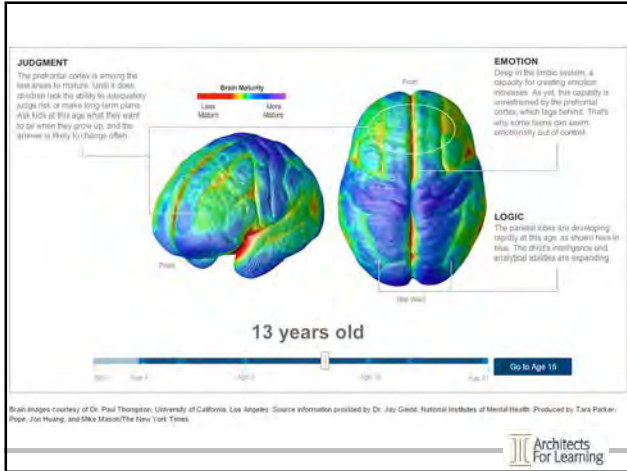 JUDGMENT
The prefrontal cortex is among the
last areas to mature. Until it does,
children lack the ability to adequately
judge risk or make long-term plans.
Ask kids at this age what they want
to be when they grow up, and the
answer is likely to change often.
Brain Maturity
Less
Mature
More
Mature
Front
Front
EMOTION
Deep in the limbic system, a
capacity for creating emotion
increases. As yet, this capacity is
unrestrained by the prefrontal
cortex, which lags behind. That's
why some teens can seem
emotionally out of control.
LOGIC
The parietal lobes are developing
rapidly at this age, as shown here in
blue. The child's intelligence and
analytical abilities are expanding.
13 years old
Age 4
Go to Age 15
Brain images courtesy of Dr. Paul Thompson, University of California, Los Angeles. Source information provided by Dr. Jay Giedd, National Institutes of Mental Health. Produced by Tara Parker-
Pope, Jon Huang, and Mike Mason/The New York Times
Architects
For Learning